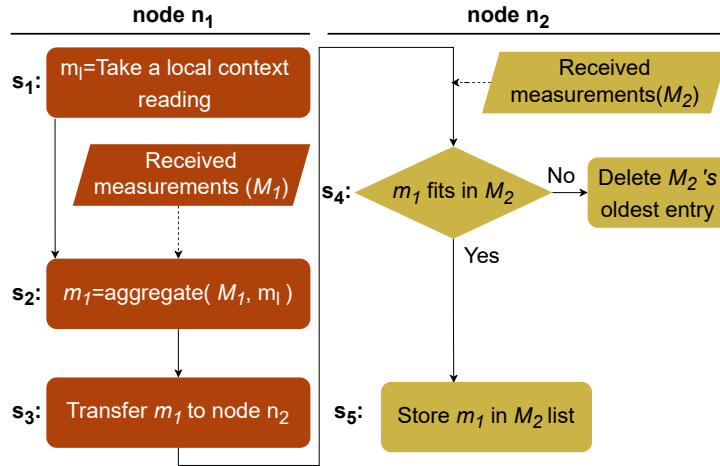 node n₁
s₁:
mₗ=Take a local context
reading
Received
measurements (M₁)
s₂:
m₁=aggregate( M₁, mₗ )
s₃:
Transfer m₁ to node n₂
node n₂
Received
measurements(M₂)
s₄:
m₁ fits in M₂
No
Delete M₂'s
oldest entry
Yes
s₅:
Store m₁ in M₂ list